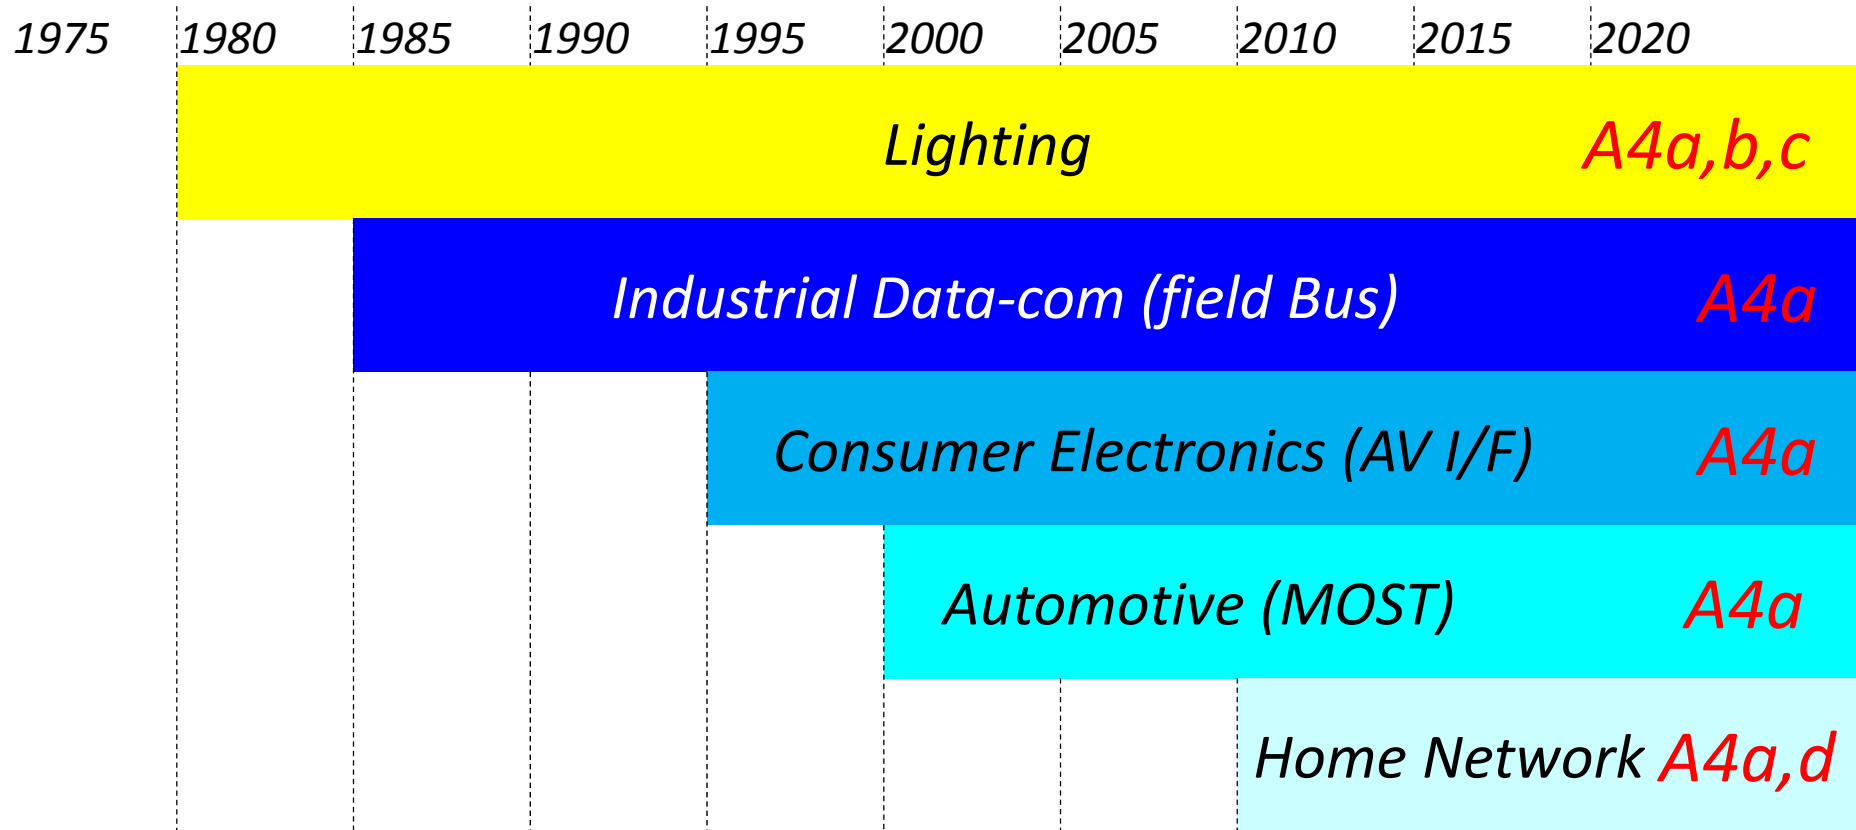 1975 1980 1985 1990 1995 2000 2005 2010 2015 2020
Lighting A4a,b,c
Industrial Data-com (field Bus) A4a
Consumer Electronics (AV I/F) A4a
Automotive (MOST) A4a
Home Network A4a,d